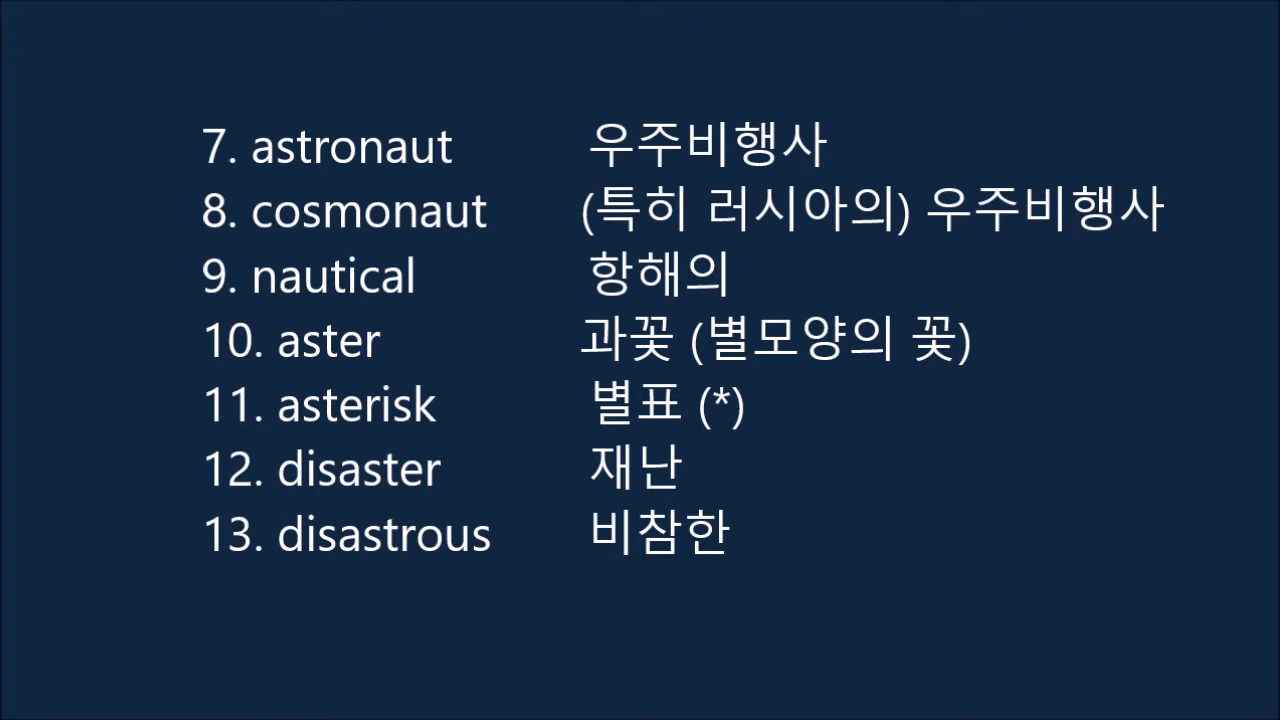 7. astronaut 우주비행사
8. cosmonaut (특히 러시아의) 우주비행사
9. nautical 항해의
10. aster 과꽃 (별모양의 꽃)
11. asterisk 별표 (*)
12. disaster 재난
13. disastrous 비참한